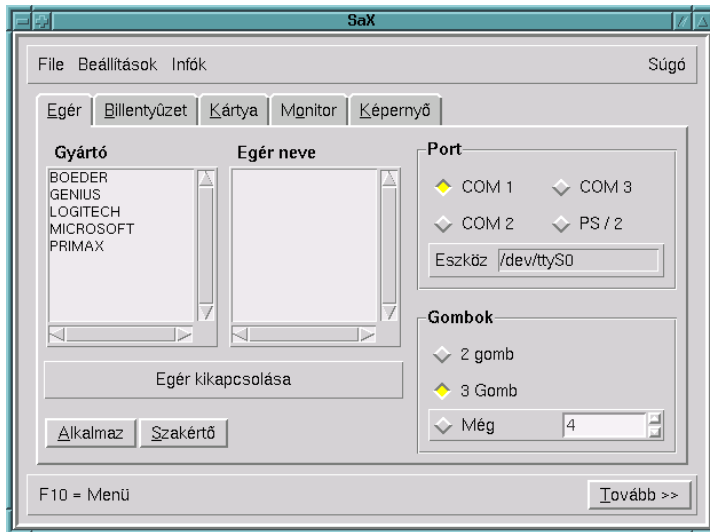 SaX
File Beállítások Infók Súgó
Egér Billentyûzet Kártya Monitor Képernyő
Gyártó Egér neve Port
BOEDER
GENIUS
LOGITECH
MICROSOFT
PRIMAX
COM 1 COM 3
COM 2 PS / 2
Eszköz /dev/ttyS0
Gombok
2 gomb
3 Gomb
Még 4
Egér kikapcsolása
Alkalmaz Szakértő
F10 = Menü Tovább >>